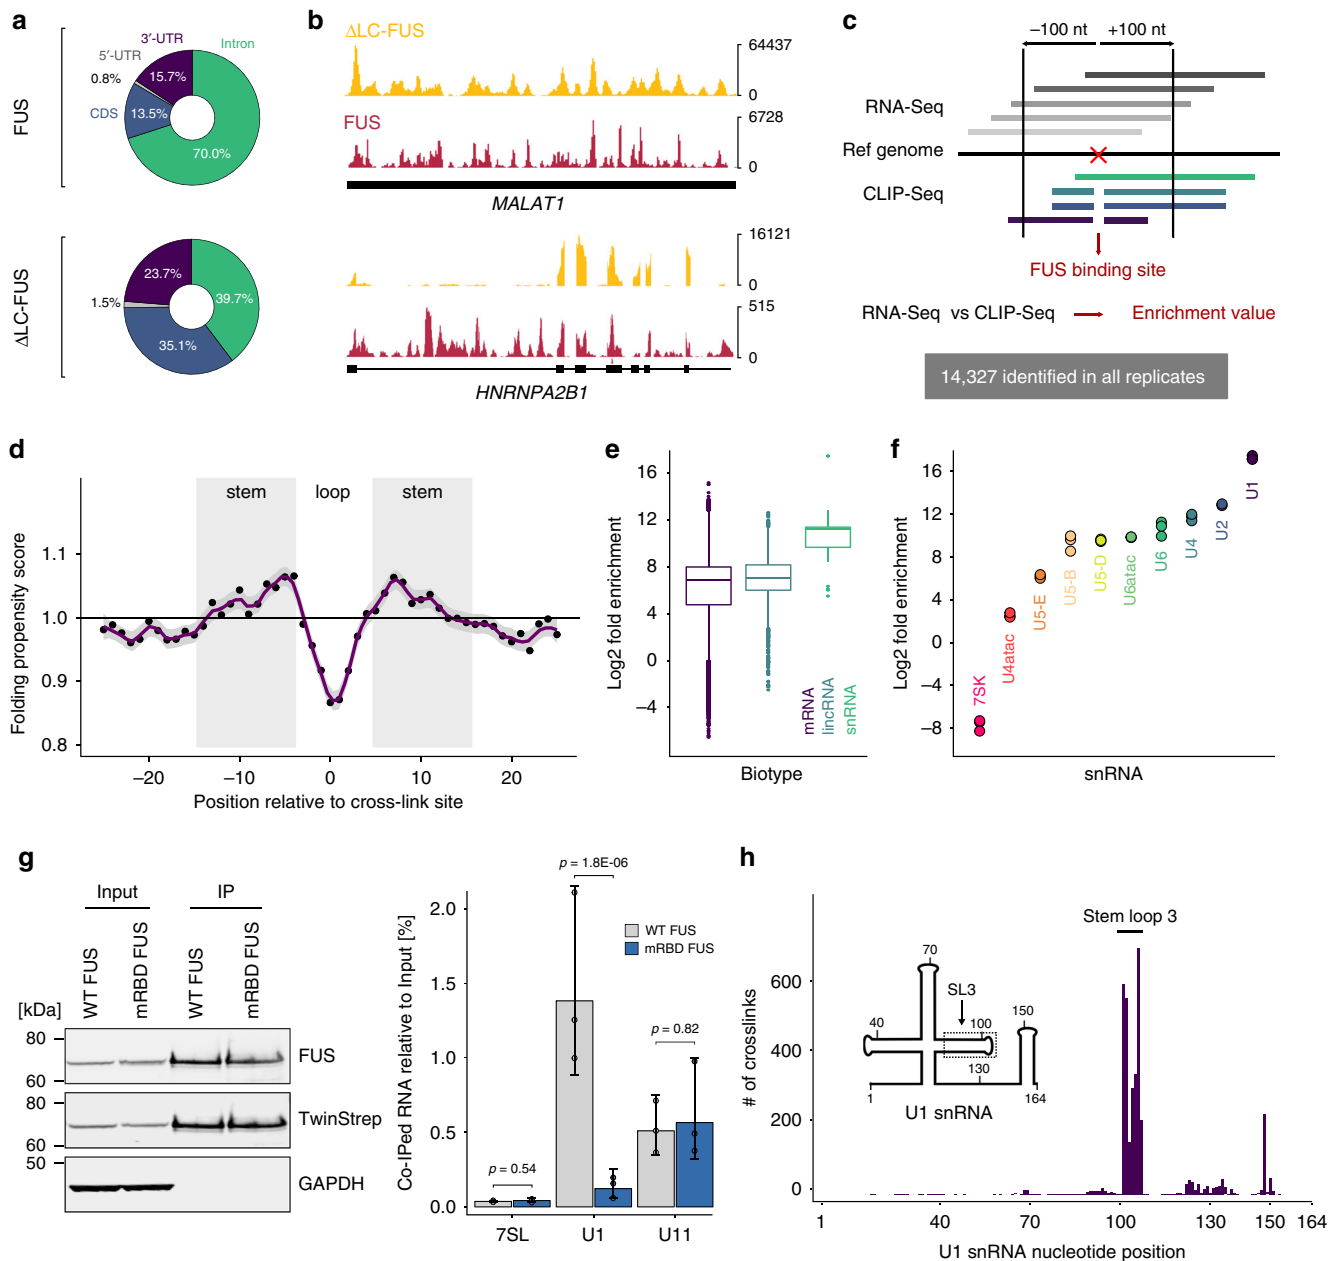 a
FUS
3′-UTR
Intron
5′-UTR
0.8%
15.7%
CDS
13.5%
70.0%
ΔLC-FUS
23.7%
1.5%
39.7%
35.1%
b
ΔLC-FUS
64437
0
FUS
6728
0
MALAT1
16121
0
515
0
HNRNPA2B1
c
−100 nt
+100 nt
RNA-Seq
Ref genome
CLIP-Seq
FUS binding site
RNA-Seq vs CLIP-Seq
Enrichment value
14,327 identified in all replicates
d
stem
loop
stem
Folding propensity score
1.1
1.0
0.9
0.8
−20
−10
0
10
20
Position relative to cross-link site
e
Log2 fold enrichment
16
12
8
4
0
−4
mRNA
lincRNA
snRNA
Biotype
f
Log2 fold enrichment
16
12
8
4
0
−4
−8
7SK
U4atac
U5-E
U5-B
U5-D
U6atac
U6
U4
U2
U1
snRNA
g
Input
IP
WT FUS
mRBD FUS
WT FUS
mRBD FUS
[kDa]
80
60
FUS
80
60
TwinStrep
50
GAPDH
Co-IPed RNA relative to Input [%]
2.0
1.5
1.0
0.5
0.0
p = 1.8E-06
WT FUS
mRBD FUS
p = 0.82
p = 0.54
7SL
U1
U11
h
# of crosslinks
600
400
200
0
Stem loop 3
70
SL3
40
100
150
130
1
164
U1 snRNA
1
40
70
100
130
150
164
U1 snRNA nucleotide position